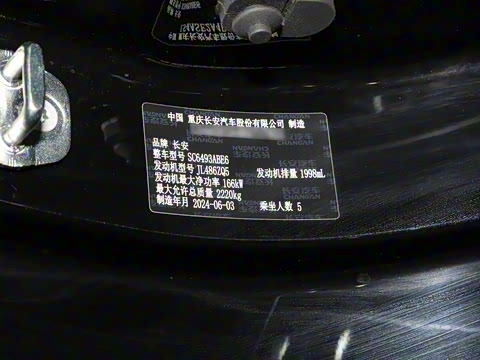 中国 重庆长安汽车股份有限公司 制造
品牌 长安
整车型号 SC6493ABE6
发动机型号 JL486ZQ5 发动机排量 1998mL
发动机最大净功率 166kW
最大允许总质量 2220kg
制造年月 2024-06-03 乘坐人数 5